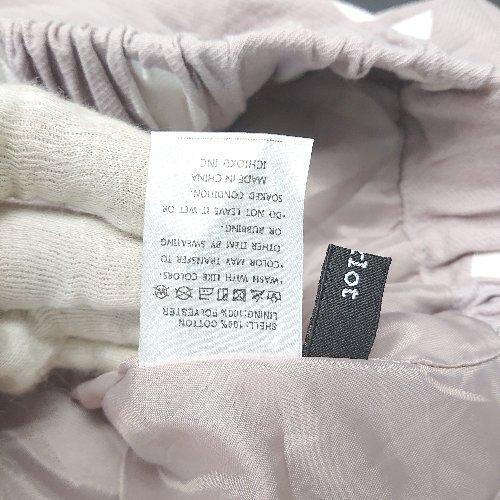 SHELL:100% COTTON
LINING:100% POLYESTER
*WASH WITH LIKE COLORS.
*COLOR MAY TRANSFER TO
OTHER ITEM BY SWEATING
OR RUBBING.
*DO NOT LEAVE IT WET OR
SOAKED CONDITION.
MADE IN CHINA
ICHIOKU INC